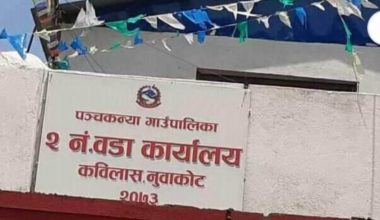 पञ्चकन्या गाउँपालिका
२ नं.वडा कार्यालय
कविलास,नुवाकोट
२०७३